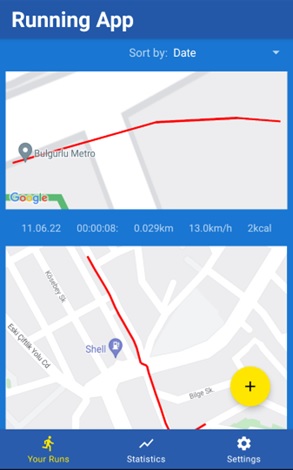 Running App
Sort by: Date
Bulgurlu Metro
Google
11.06.22 00:00:08: 0.029km 13.0km/h 2kcal
Kösebey Sk.
Eski Çiftlik Yolu Cd
Shell
Bilge Sk.
+
Your Runs Statistics Settings